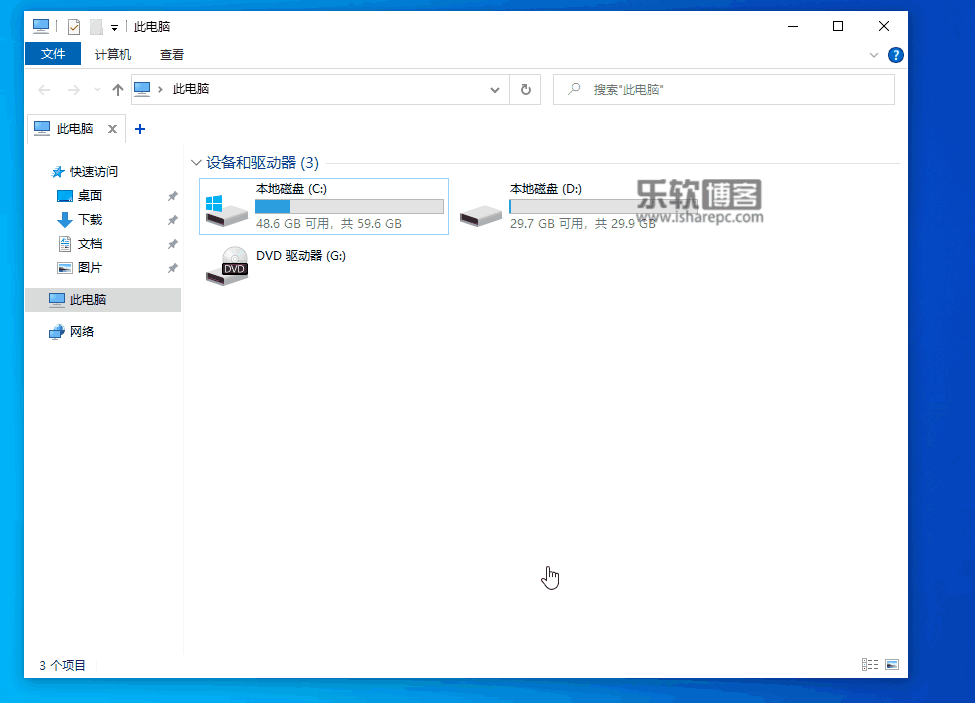 此电脑
文件 计算机 查看
此电脑 搜索"此电脑"
此电脑
快速访问
桌面
下载
文档
图片
此电脑
网络
设备和驱动器 (3)
本地磁盘 (C:)
48.6 GB 可用，共 59.6 GB
本地磁盘 (D:)
29.7 GB 可用，共 29.9 GB
DVD 驱动器 (G:)
DVD
乐软博客
www.isharepc.com
3 个项目